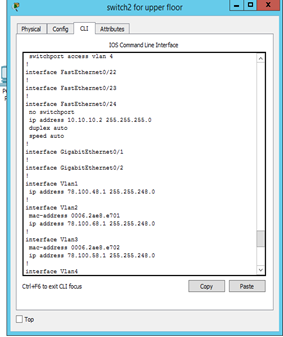 switch2 for upper floor
Physical Config CLI Attributes
IOS Command Line Interface
switchport access vlan 4
!
interface FastEthernet0/22
!
interface FastEthernet0/23
!
interface FastEthernet0/24
no switchport
ip address 10.10.10.2 255.255.255.0
duplex auto
speed auto
!
interface GigabitEthernet0/1
!
interface GigabitEthernet0/2
!
interface Vlan1
ip address 78.100.48.1 255.255.248.0
!
interface Vlan2
mac-address 0006.2ae8.e701
ip address 78.100.68.1 255.255.248.0
!
interface Vlan3
mac-address 0006.2ae8.e702
ip address 78.100.58.1 255.255.248.0
!
interface Vlan4
Ctrl+F6 to exit CLI focus
Copy Paste
Top